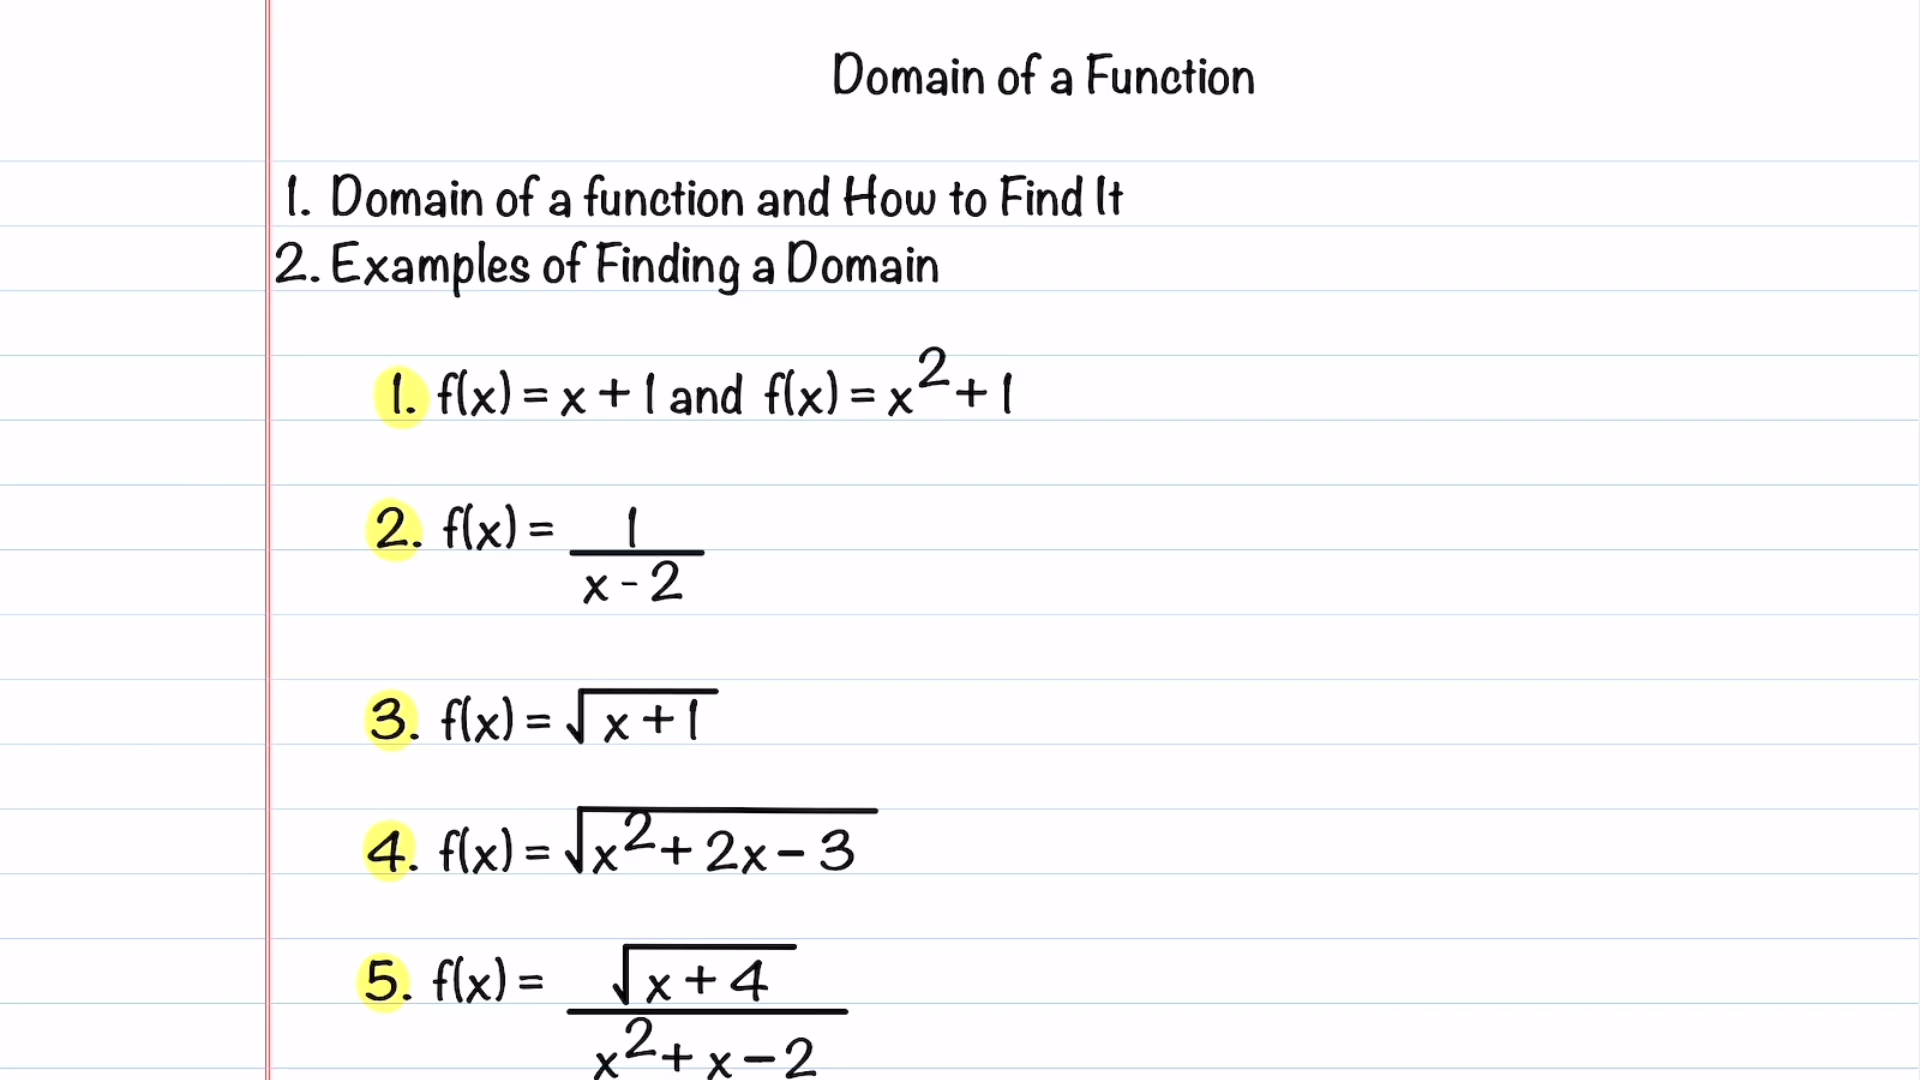 Domain of a Function
1. Domain of a function and How to Find It
2. Examples of Finding a Domain
1. f(x) = x + 1 and f(x) = x² + 1
2. f(x) = 1
x - 2
3. f(x) = √x + 1
4. f(x) = √x² + 2x - 3
5. f(x) = √x + 4
x² + x - 2